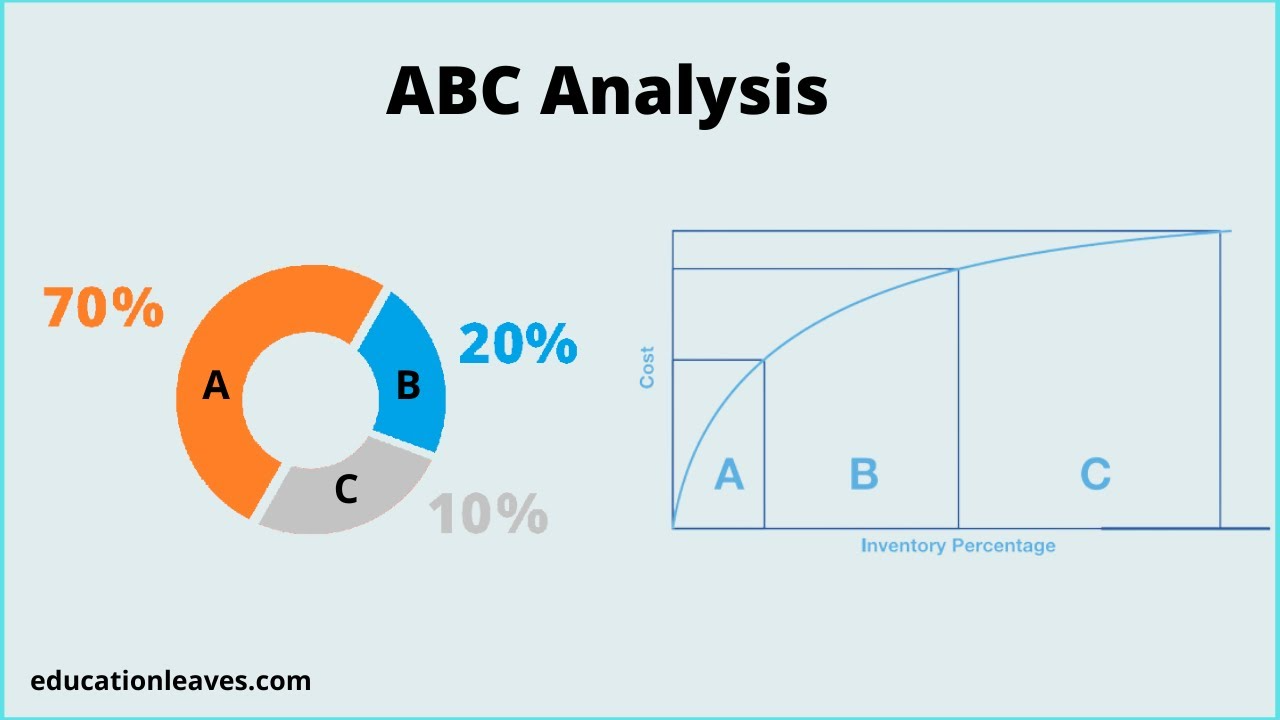 ABC Analysis
70%
A
B
20%
C
10%
Cost
A
B
C
Inventory Percentage
educationleaves.com